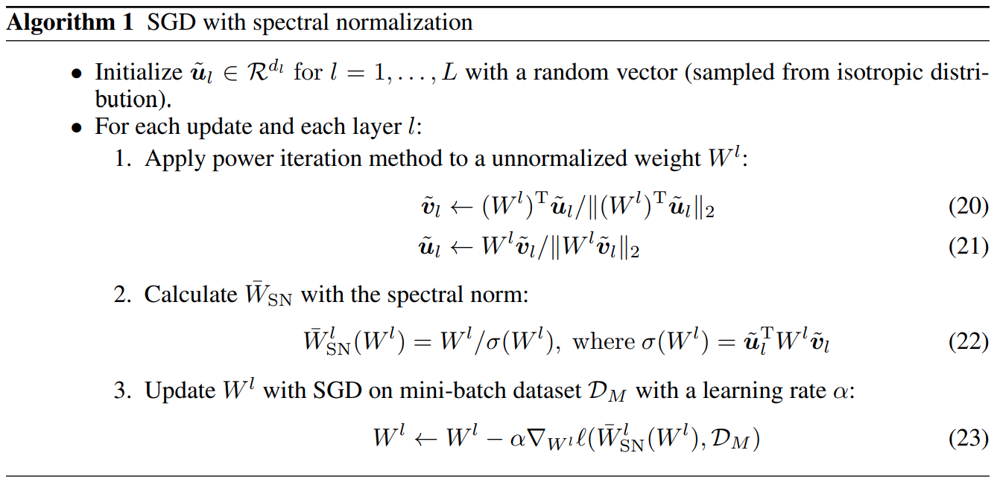 Algorithm 1 SGD with spectral normalization
• Initialize $\tilde{\boldsymbol{u}}_l \in \mathcal{R}^{d_l}$ for $l = 1, \ldots, L$ with a random vector (sampled from isotropic distri-
bution).
• For each update and each layer $l$:
1. Apply power iteration method to a unnormalized weight $W^l$:
$\tilde{\boldsymbol{v}}_l \leftarrow (W^l)^{\mathrm{T}} \tilde{\boldsymbol{u}}_l / \|(W^l)^{\mathrm{T}} \tilde{\boldsymbol{u}}_l\|_2$ (20)
$\tilde{\boldsymbol{u}}_l \leftarrow W^l \tilde{\boldsymbol{v}}_l / \|W^l \tilde{\boldsymbol{v}}_l\|_2$ (21)
2. Calculate $\bar{W}_{\mathrm{SN}}$ with the spectral norm:
$\bar{W}^l_{\mathrm{SN}}(W^l) = W^l / \sigma(W^l), \text{ where } \sigma(W^l) = \tilde{\boldsymbol{u}}_l^{\mathrm{T}} W^l \tilde{\boldsymbol{v}}_l$ (22)
3. Update $W^l$ with SGD on mini-batch dataset $\mathcal{D}_M$ with a learning rate $\alpha$:
$W^l \leftarrow W^l - \alpha \nabla_{W^l} \ell(\bar{W}^l_{\mathrm{SN}}(W^l), \mathcal{D}_M)$ (23)